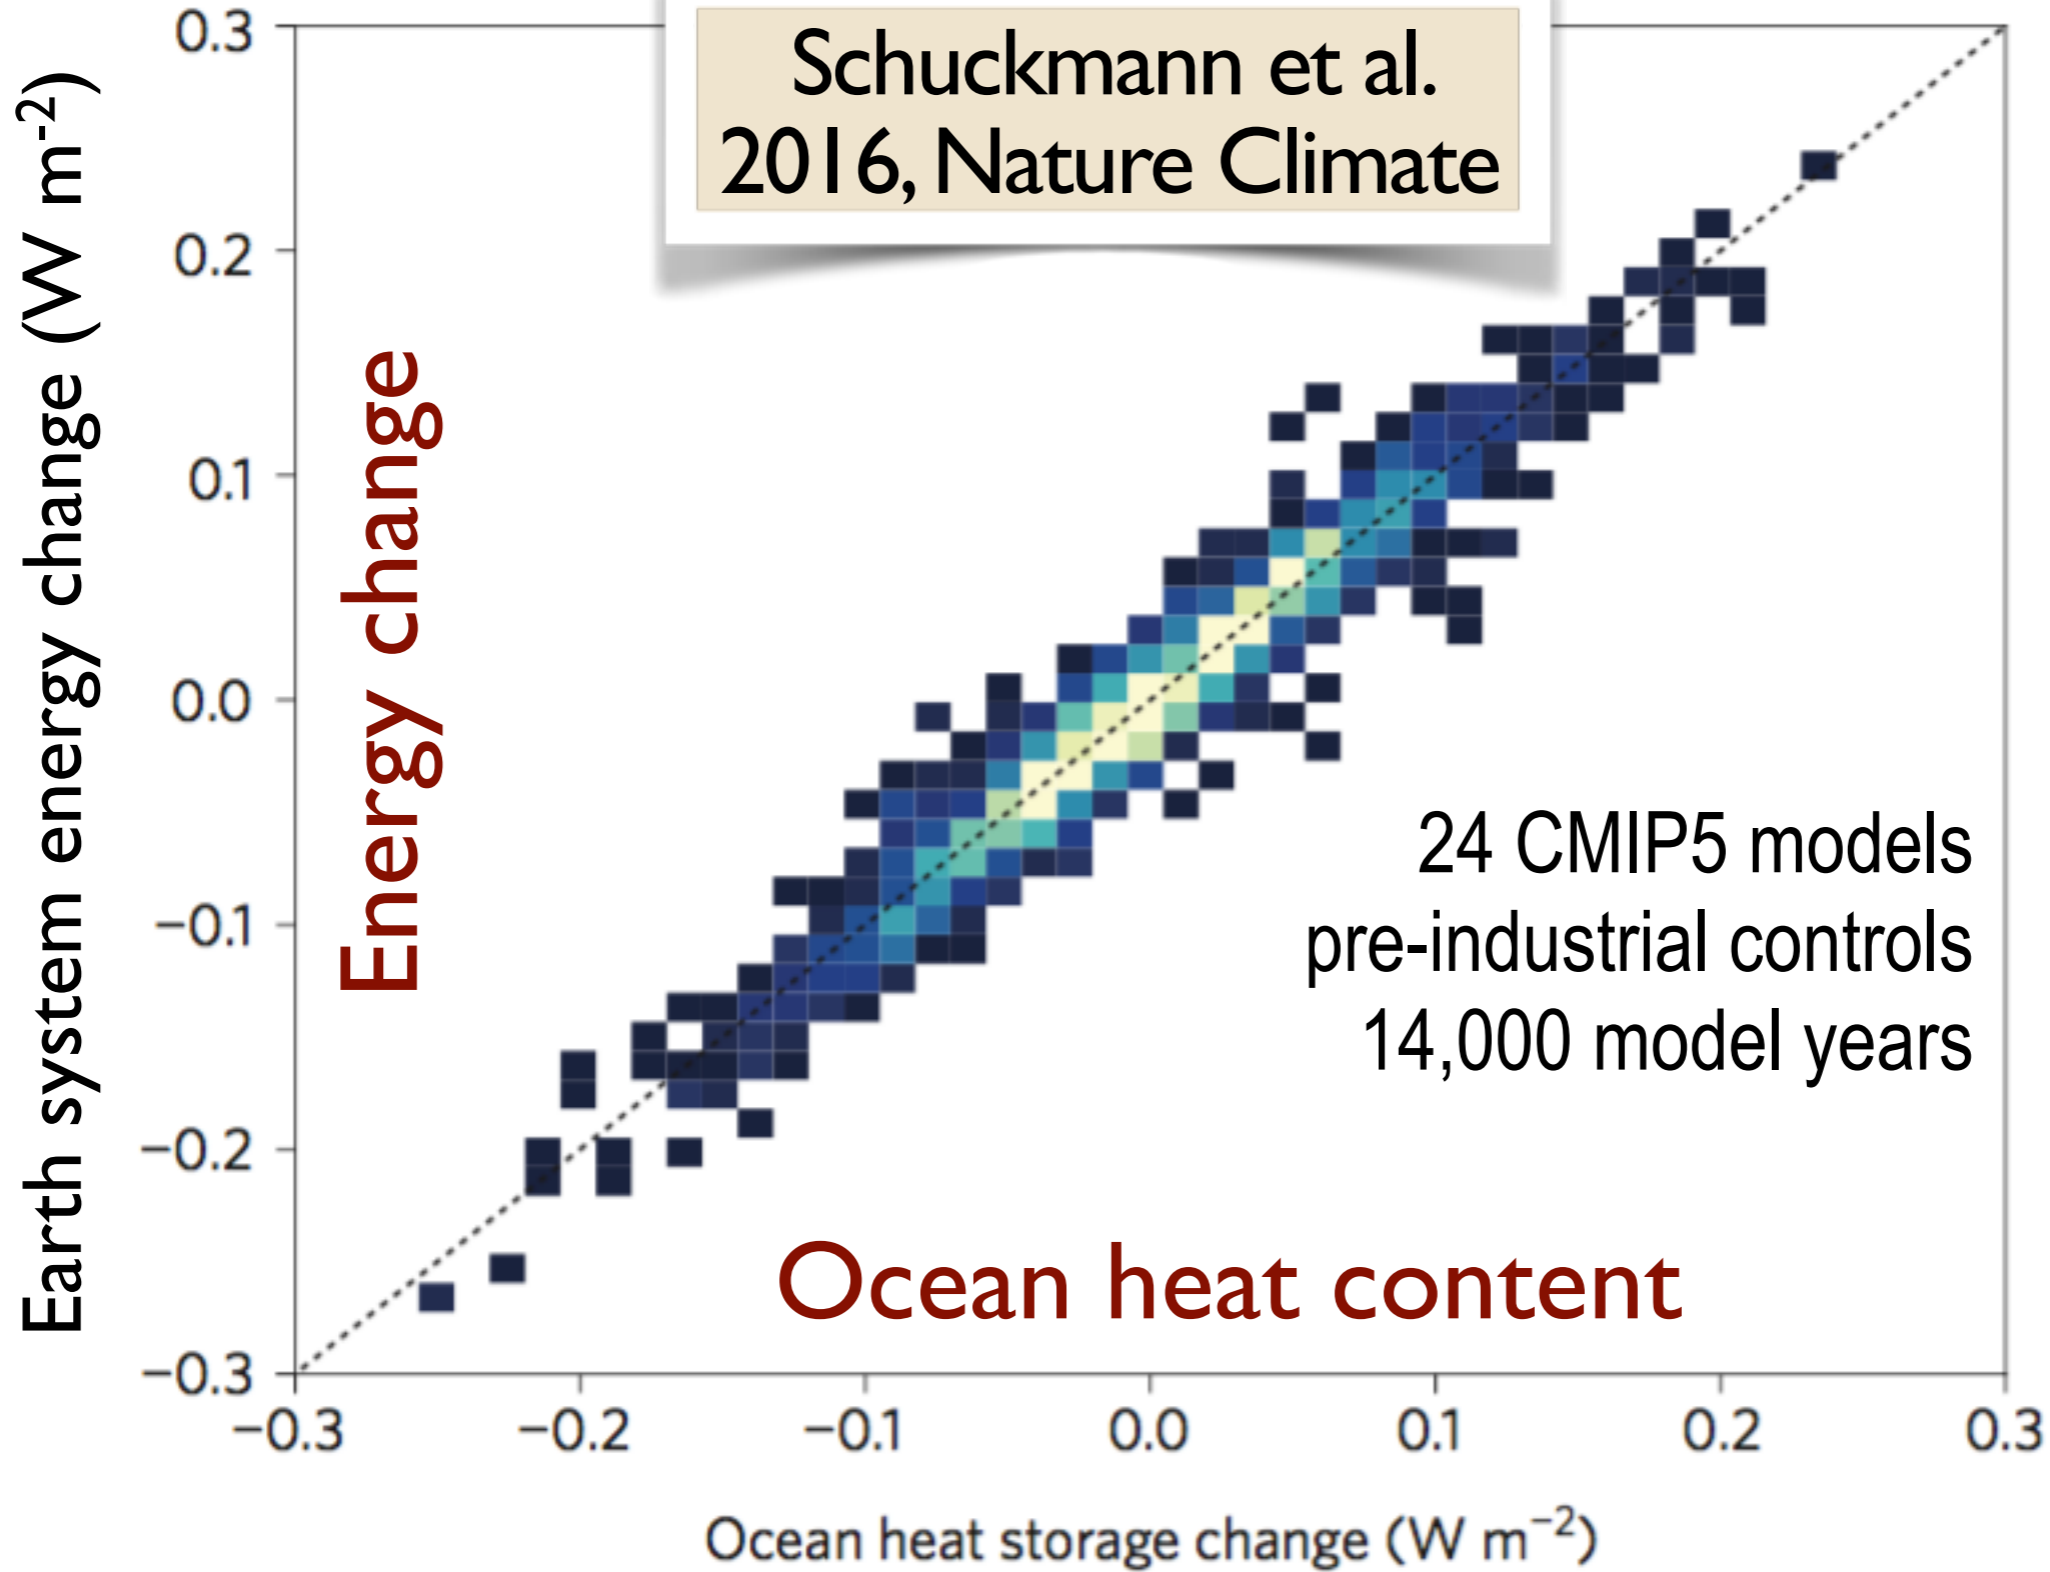 Schuckmann et al.
2016, Nature Climate
Earth system energy change (W m⁻²)
Energy change
0.3
0.2
0.1
0.0
−0.1
−0.2
−0.3
24 CMIP5 models
pre-industrial controls
14,000 model years
Ocean heat content
−0.3 −0.2 −0.1 0.0 0.1 0.2 0.3
Ocean heat storage change (W m⁻²)